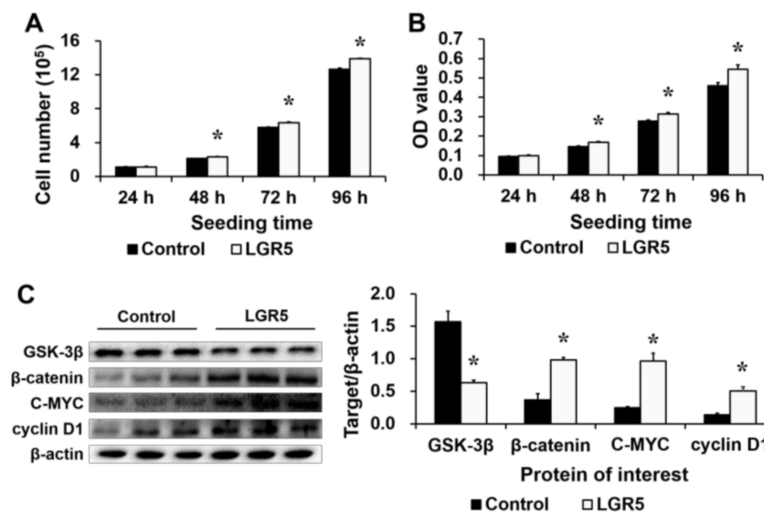 A
Cell number (10⁵)
16
12
8
4
0
24 h 48 h 72 h 96 h
* * *
Seeding time
Control LGR5
B
OD value
0.7
0.6
0.5
0.4
0.3
0.2
0.1
0.0
24 h 48 h 72 h 96 h
* * *
Seeding time
Control LGR5
C
Control LGR5
GSK-3β
β-catenin
C-MYC
cyclin D1
β-actin
Target/β-actin
2.0
1.5
1.0
0.5
0.0
* * * *
GSK-3β β-catenin C-MYC cyclin D1
Protein of interest
Control LGR5